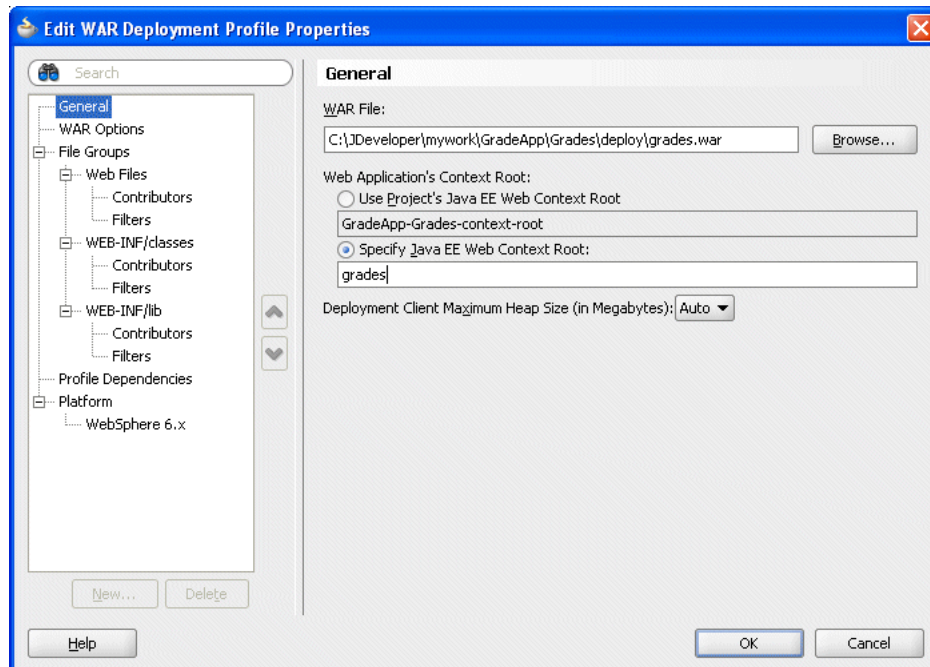 Edit WAR Deployment Profile Properties
Search
General
WAR Options
File Groups
Web Files
Contributors
Filters
WEB-INF/classes
Contributors
Filters
WEB-INF/lib
Contributors
Filters
Profile Dependencies
Platform
WebSphere 6.x
New...
Delete
General
WAR File:
C:\JDeveloper\mywork\GradeApp\Grades\deploy\grades.war
Browse...
Web Application's Context Root:
Use Project's Java EE Web Context Root
GradeApp-Grades-context-root
Specify Java EE Web Context Root:
grades
Deployment Client Maximum Heap Size (in Megabytes): Auto
Help
OK
Cancel